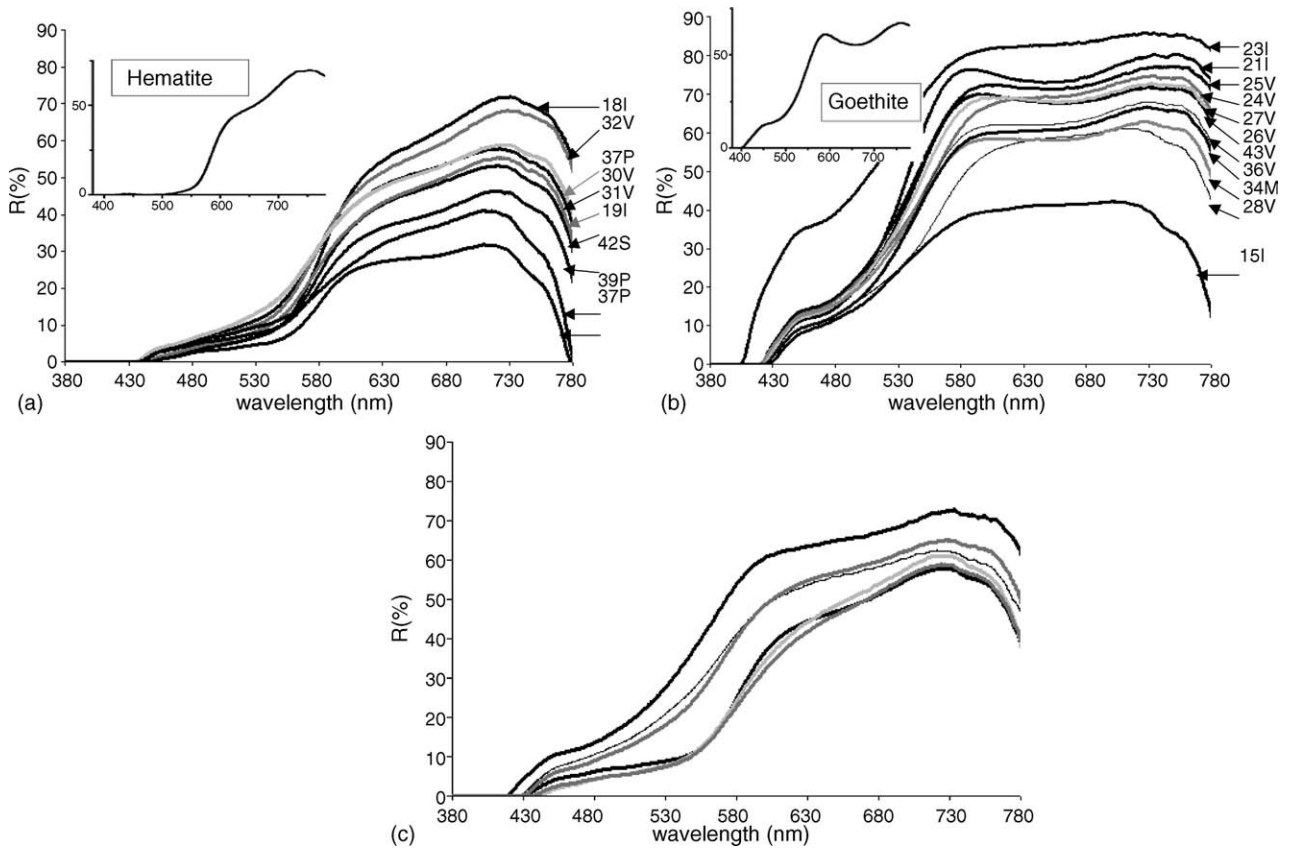 90
80
70
60
50
40
30
20
10
0
R(%)
Hematite
50
0
400 500 600 700
18I
32V
37P
30V
31V
19I
42S
39P
37P
380 430 480 530 580 630 680 730 780
(a) wavelength (nm)
90
80
70
60
50
40
30
20
10
0
R(%)
50
0
Goethite
400 500 600 700
23I
21I
25V
24V
27V
26V
43V
36V
34M
28V
15I
380 430 480 530 580 630 680 730 780
(b) wavelength (nm)
90
80
70
60
50
40
30
20
10
0
R(%)
380 430 480 530 580 630 680 730 780
(c) wavelength (nm)